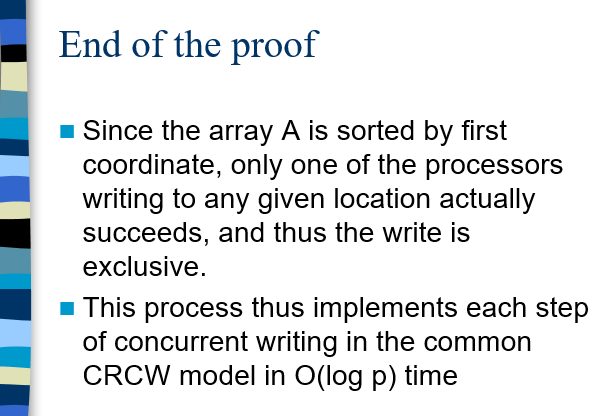 End of the proof
Since the array A is sorted by first
coordinate, only one of the processors
writing to any given location actually
succeeds, and thus the write is
exclusive.
This process thus implements each step
of concurrent writing in the common
CRCW model in O(log p) time